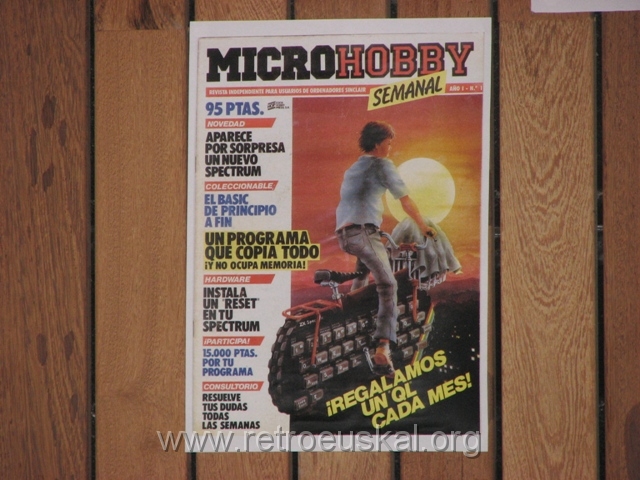 MICROHOBBY
SEMANAL
REVISTA INDEPENDIENTE PARA USUARIOS DE ORDENADORES SINCLAIR
AÑO I - N.º 1
95 PTAS.
NOVEDAD
APARECE
POR SORPRESA
UN NUEVO
SPECTRUM
COLECCIONABLE
EL BASIC
DE PRINCIPIO
A FIN
UN PROGRAMA
QUE COPIA TODO
¡Y NO OCUPA MEMORIA!
HARDWARE
INSTALA
UN "RESET"
EN TU
SPECTRUM
¡PARTICIPA!
15.000 PTAS.
POR TU
PROGRAMA
CONSULTORIO
RESUELVE
TUS DUDAS
TODAS
LAS SEMANAS
¡REGALAMOS
UN QL
CADA MES!
www.retroeuskal.org